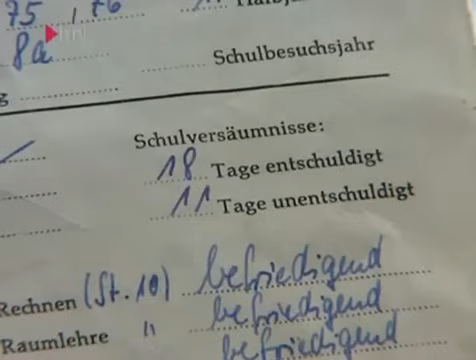 75 , 76
8a
Schulbesuchsjahr
Schulversäumnisse:
18 Tage entschuldigt
11 Tage unentschuldigt
Rechnen (St. 10) befriedigend
Raumlehre " befriedigend
befriedigend